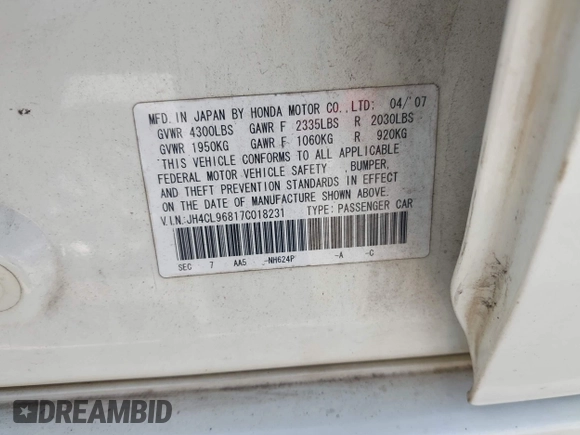 MFD. IN JAPAN BY HONDA MOTOR CO.,LTD: 04/'07
GVWR 4300LBS GAWR F 2335LBS R 2030LBS
GVWR 1950KG GAWR F 1060KG R 920KG
THIS VEHICLE CONFORMS TO ALL APPLICABLE
FEDERAL MOTOR VEHICLE SAFETY ,BUMPER,
AND THEFT PREVENTION STANDARDS IN EFFECT
ON THE DATE OF MANUFACTURE SHOWN ABOVE.
V.I.N:JH4CL96817C018231 TYPE: PASSENGER CAR
SEC 7 AA5 -NH624P -A -C
DREAMBID